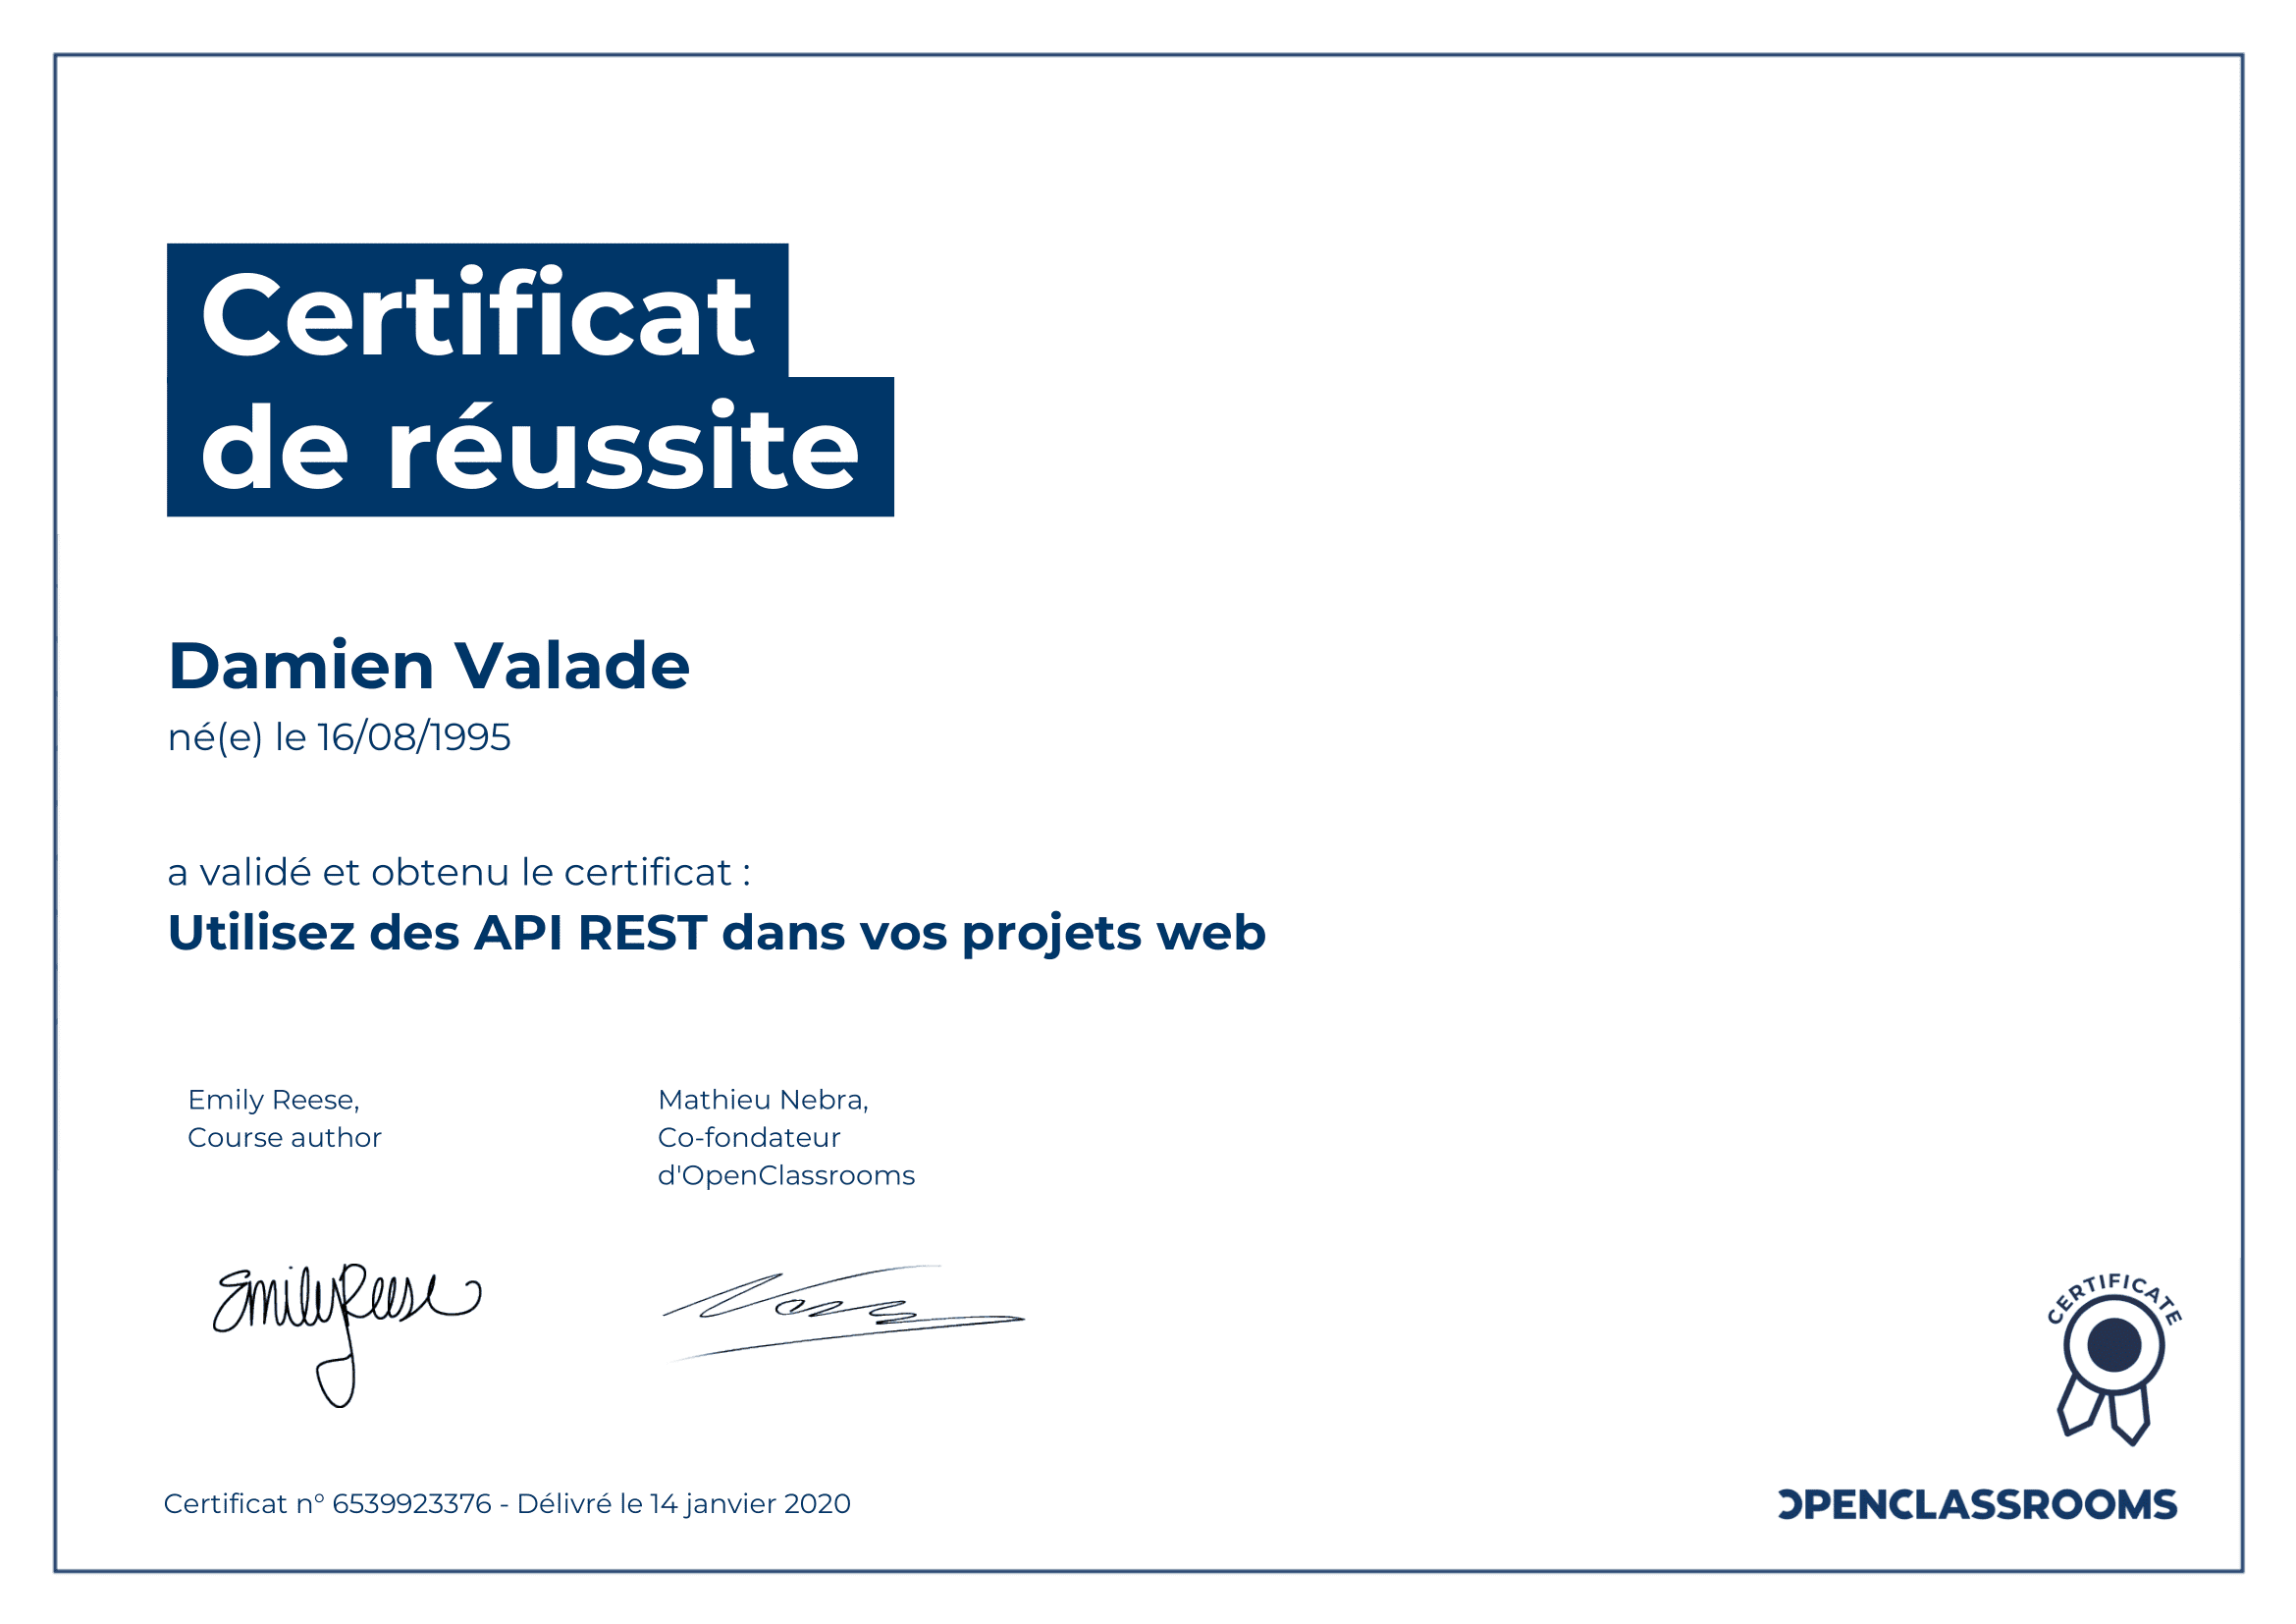 Certificat
de réussite
Damien Valade
né(e) le 16/08/1995
a validé et obtenu le certificat :
Utilisez des API REST dans vos projets web
Emily Reese,
Course author
Mathieu Nebra,
Co-fondateur
d'OpenClassrooms
Emily Reese
CERTIFICATE
Certificat n° 6539923376 - Délivré le 14 janvier 2020
OPENCLASSROOMS